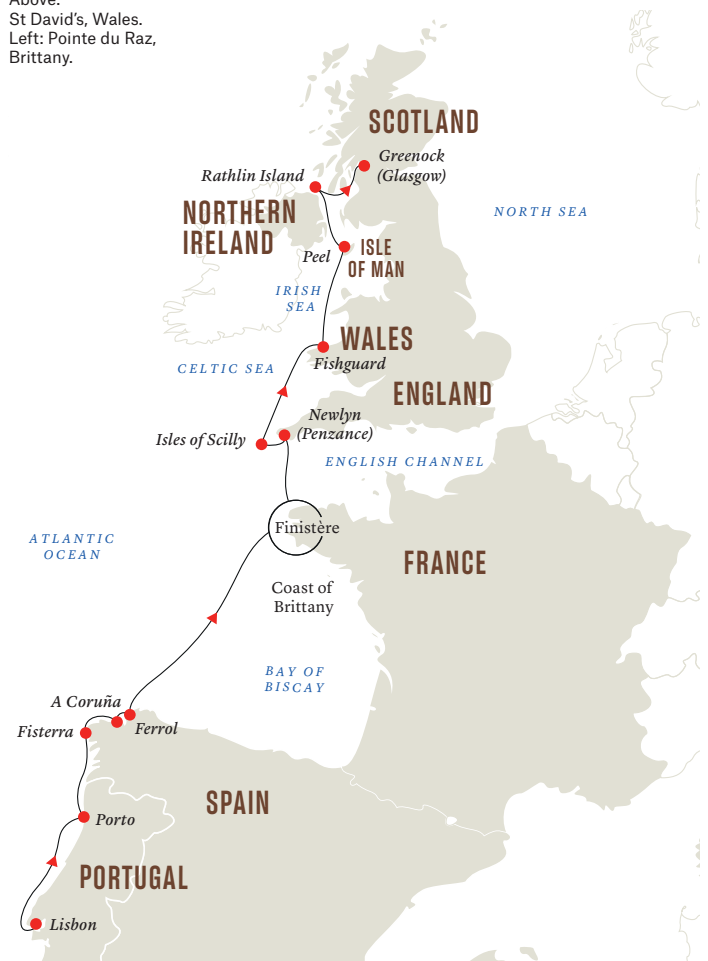 Above:
St David's, Wales.
Left: Pointe du Raz,
Brittany.
SCOTLAND
Greenock
(Glasgow)
Rathlin Island
NORTHERN
IRELAND
NORTH SEA
Peel
ISLE
OF MAN
IRISH
SEA
WALES
CELTIC SEA
Fishguard
ENGLAND
Newlyn
(Penzance)
Isles of Scilly
ENGLISH CHANNEL
Finistère
ATLANTIC
OCEAN
FRANCE
Coast of
Brittany
BAY OF
BISCAY
A Coruña
Ferrol
Fisterra
SPAIN
Porto
PORTUGAL
Lisbon